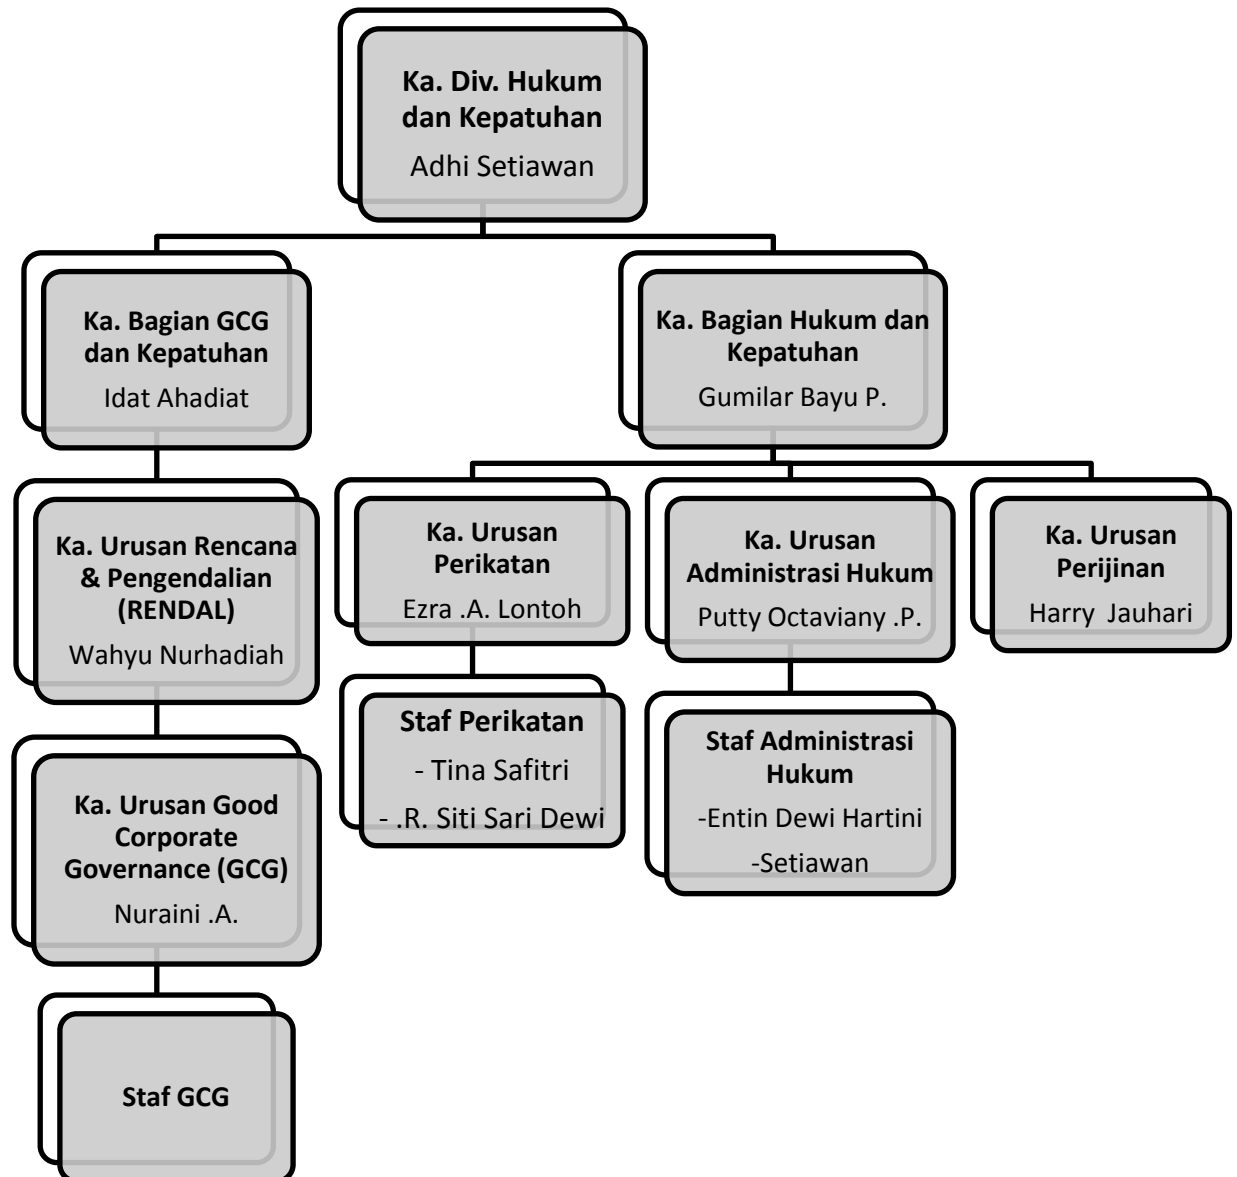 Ka. Div. Hukum
dan Kepatuhan
Adhi Setiawan
Ka. Bagian GCG
dan Kepatuhan
Idat Ahadiat
Ka. Bagian Hukum dan
Kepatuhan
Gumilar Bayu P.
Ka. Urusan Rencana
& Pengendalian
(RENDAL)
Wahyu Nurhadiah
Ka. Urusan
Perikatan
Ezra .A. Lontoh
Ka. Urusan
Administrasi Hukum
Putty Octaviany .P.
Ka. Urusan
Perijinan
Harry  Jauhari
Staf Perikatan
- Tina Safitri
- .R. Siti Sari Dewi
Staf Administrasi
Hukum
-Entin Dewi Hartini
-Setiawan
Ka. Urusan Good
Corporate
Governance (GCG)
Nuraini .A.
Staf GCG